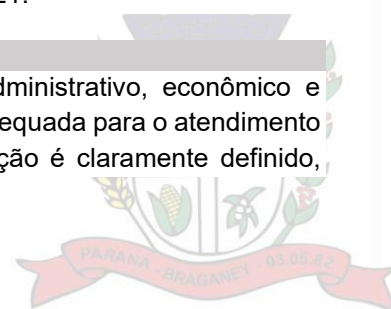 dministrativo, econômico e
equada para o atendimento
ção é claramente definido,
PARANÁ - BRAGANEY - 03.05.82